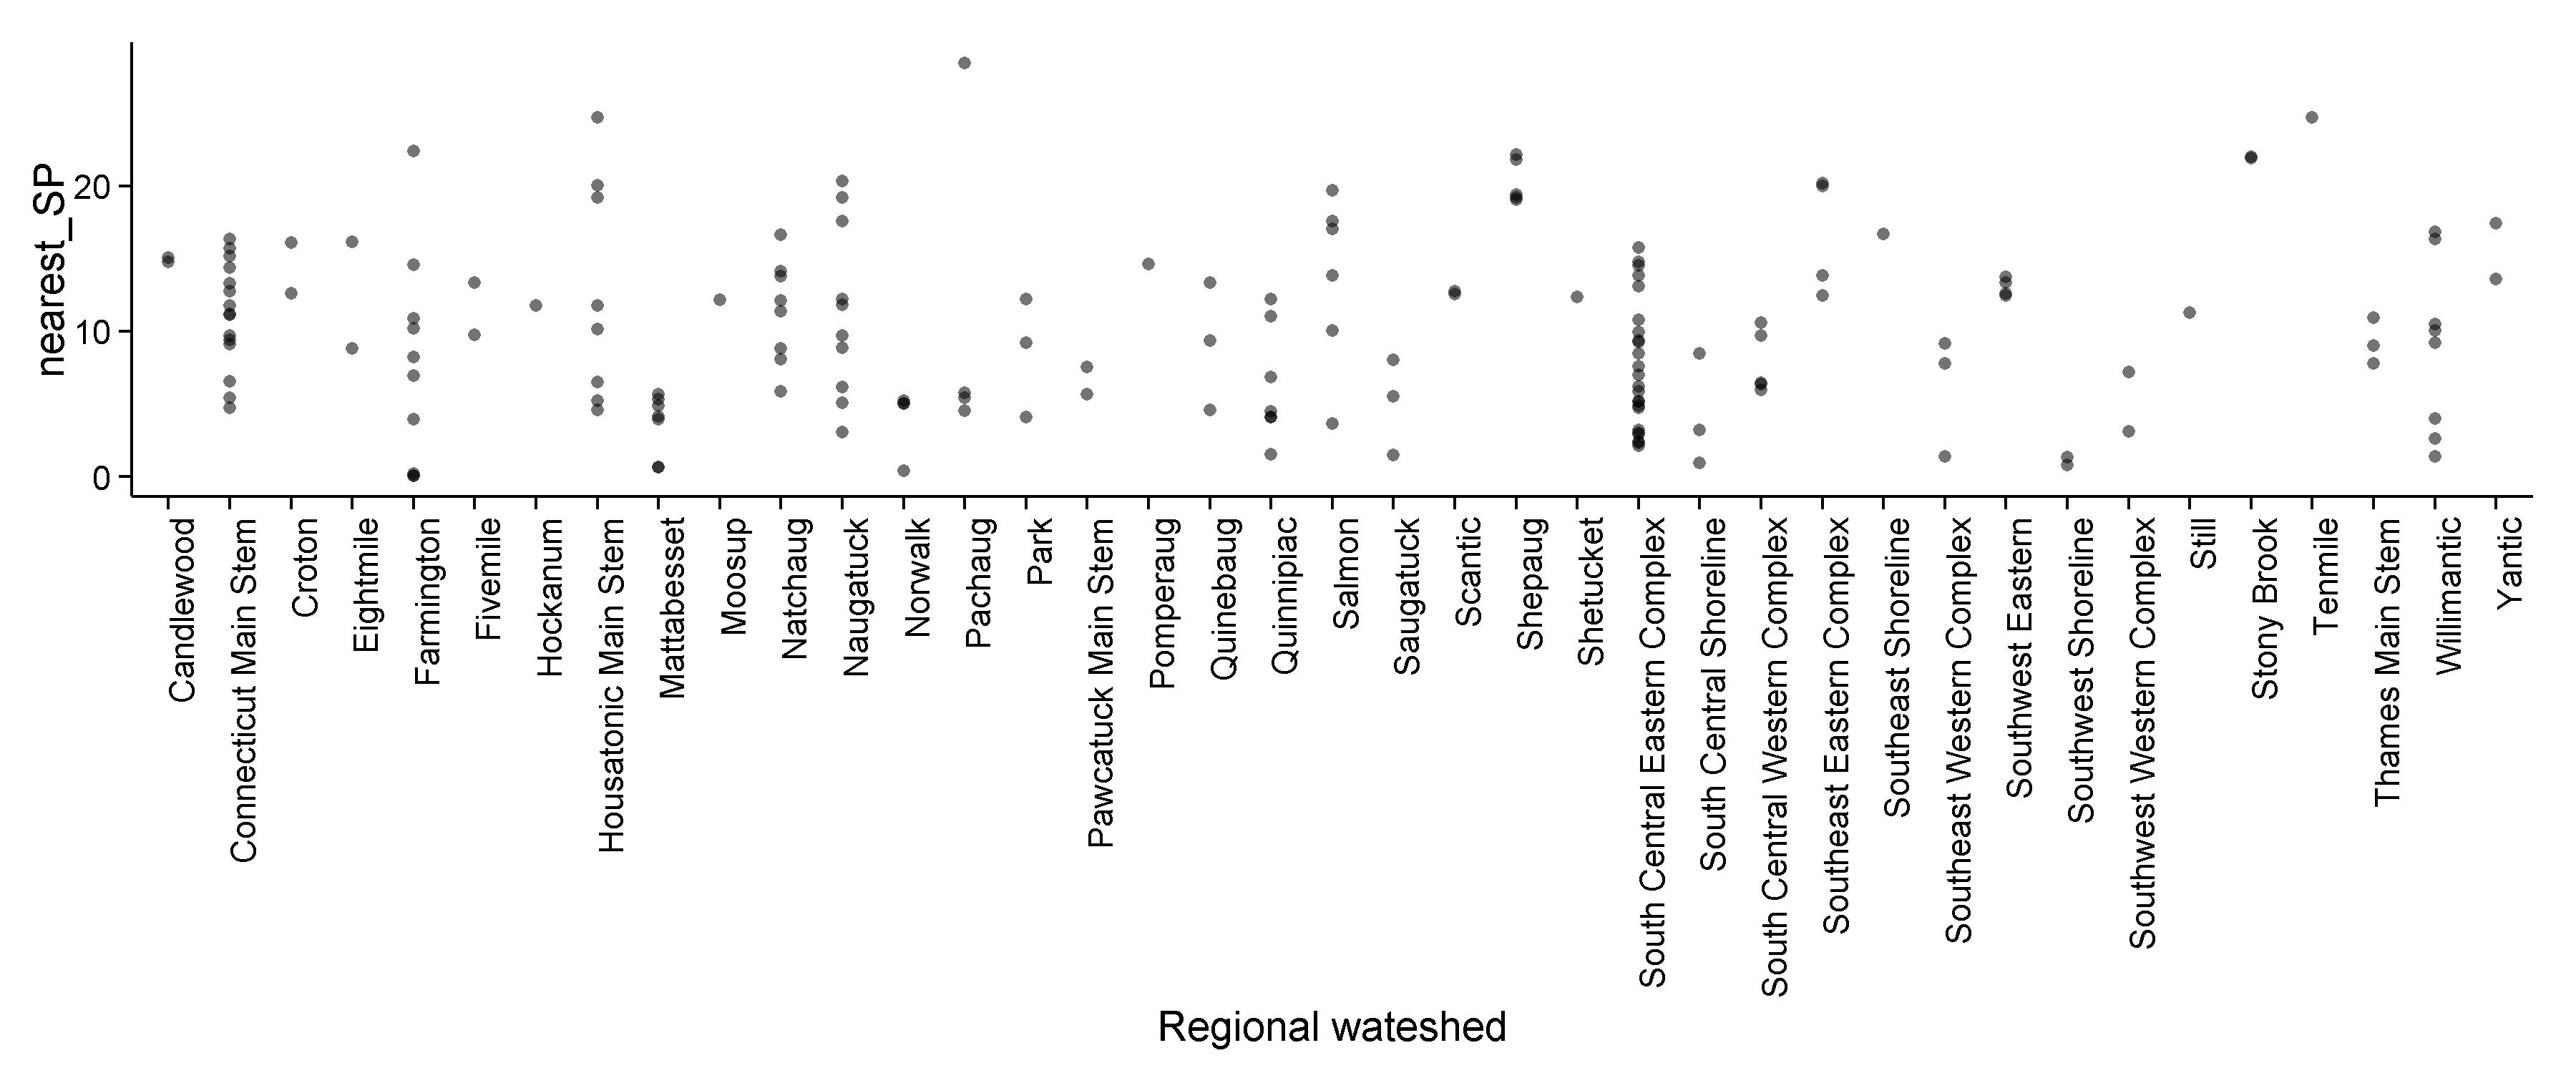 nearest_SP
20
10
0
Candlewood
Connecticut Main Stem
Croton
Eightmile
Farmington
Fivemile
Hockanum
Housatonic Main Stem
Mattabesset
Moosup
Natchaug
Naugatuck
Norwalk
Pachaug
Park
Pawcatuck Main Stem
Pomperaug
Quinebaug
Quinnipiac
Salmon
Saugatuck
Scantic
Shepaug
Shetucket
South Central Eastern Complex
South Central Shoreline
South Central Western Complex
Southeast Eastern Complex
Southeast Shoreline
Southeast Western Complex
Southwest Eastern
Southwest Shoreline
Southwest Western Complex
Still
Stony Brook
Tenmile
Thames Main Stem
Willimantic
Yantic
Regional wateshed